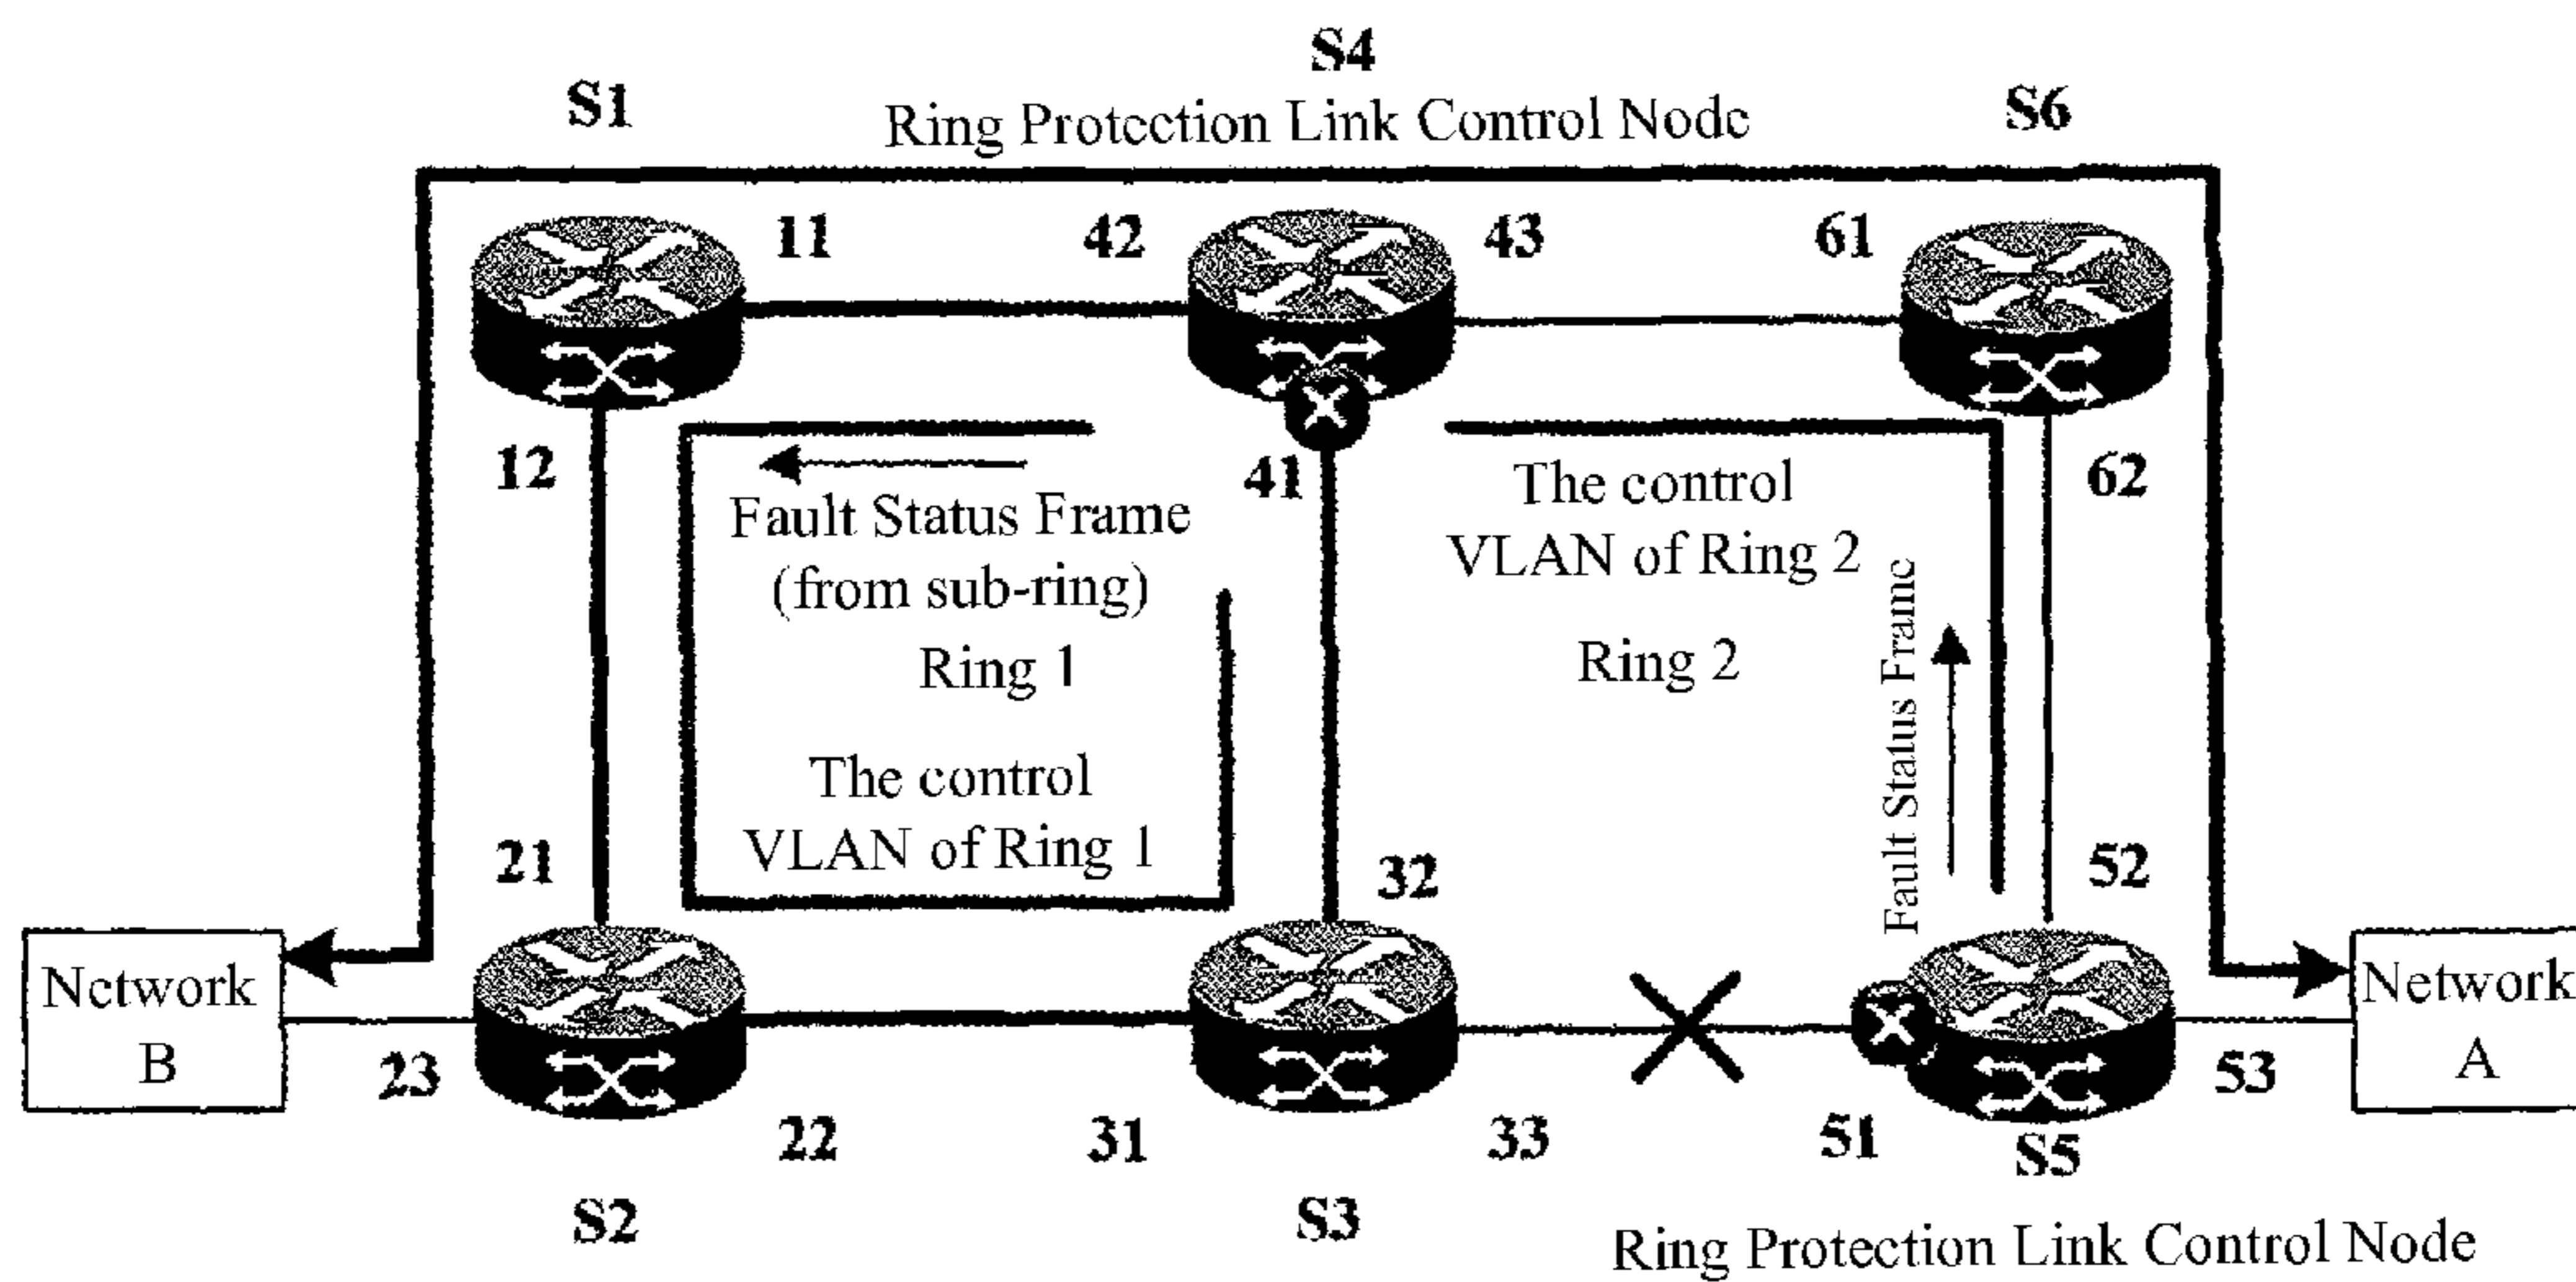 S4
S1
Ring Protection Link Control Node
S6
11
42
43
61
12
41
62
Fault Status Frame
(from sub-ring)
Ring 1
The control
VLAN of Ring 2
Ring 2
Fault Status Frame
The control
VLAN of Ring 1
21
32
52
Network
B
Network
A
23
22
31
33
51
53
S5
S2
S3
Ring Protection Link Control Node